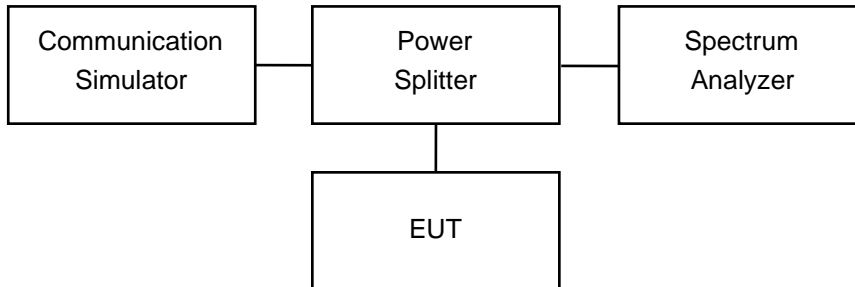 Communication
Simulator
Power
Splitter
Spectrum
Analyzer
EUT